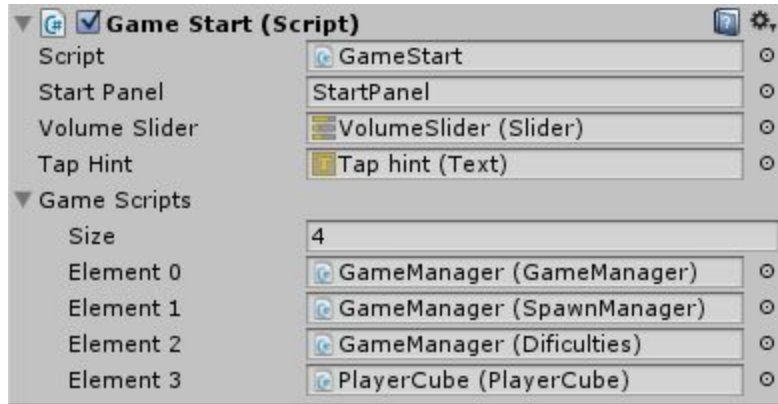 Game Start (Script)
Script GameStart
Start Panel StartPanel
Volume Slider VolumeSlider (Slider)
Tap Hint Tap hint (Text)
Game Scripts
Size 4
Element 0 GameManager (GameManager)
Element 1 GameManager (SpawnManager)
Element 2 GameManager (Dificulties)
Element 3 PlayerCube (PlayerCube)